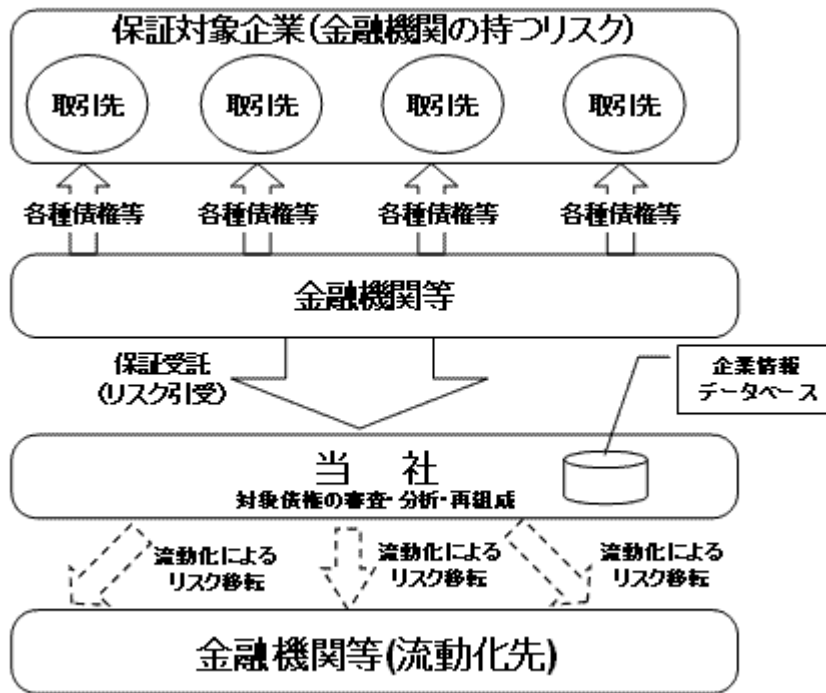 保証対象企業(金融機関の持つリスク)
取引先
取引先
取引先
取引先
各種債権等
各種債権等
各種債権等
各種債権等
金融機関等
保証受託
(リスク引受)
企業情報
データベース
当 社
対象債権の審査・分析・再組成
流動化による
リスク移転
流動化による
リスク移転
流動化による
リスク移転
金融機関等(流動化先)